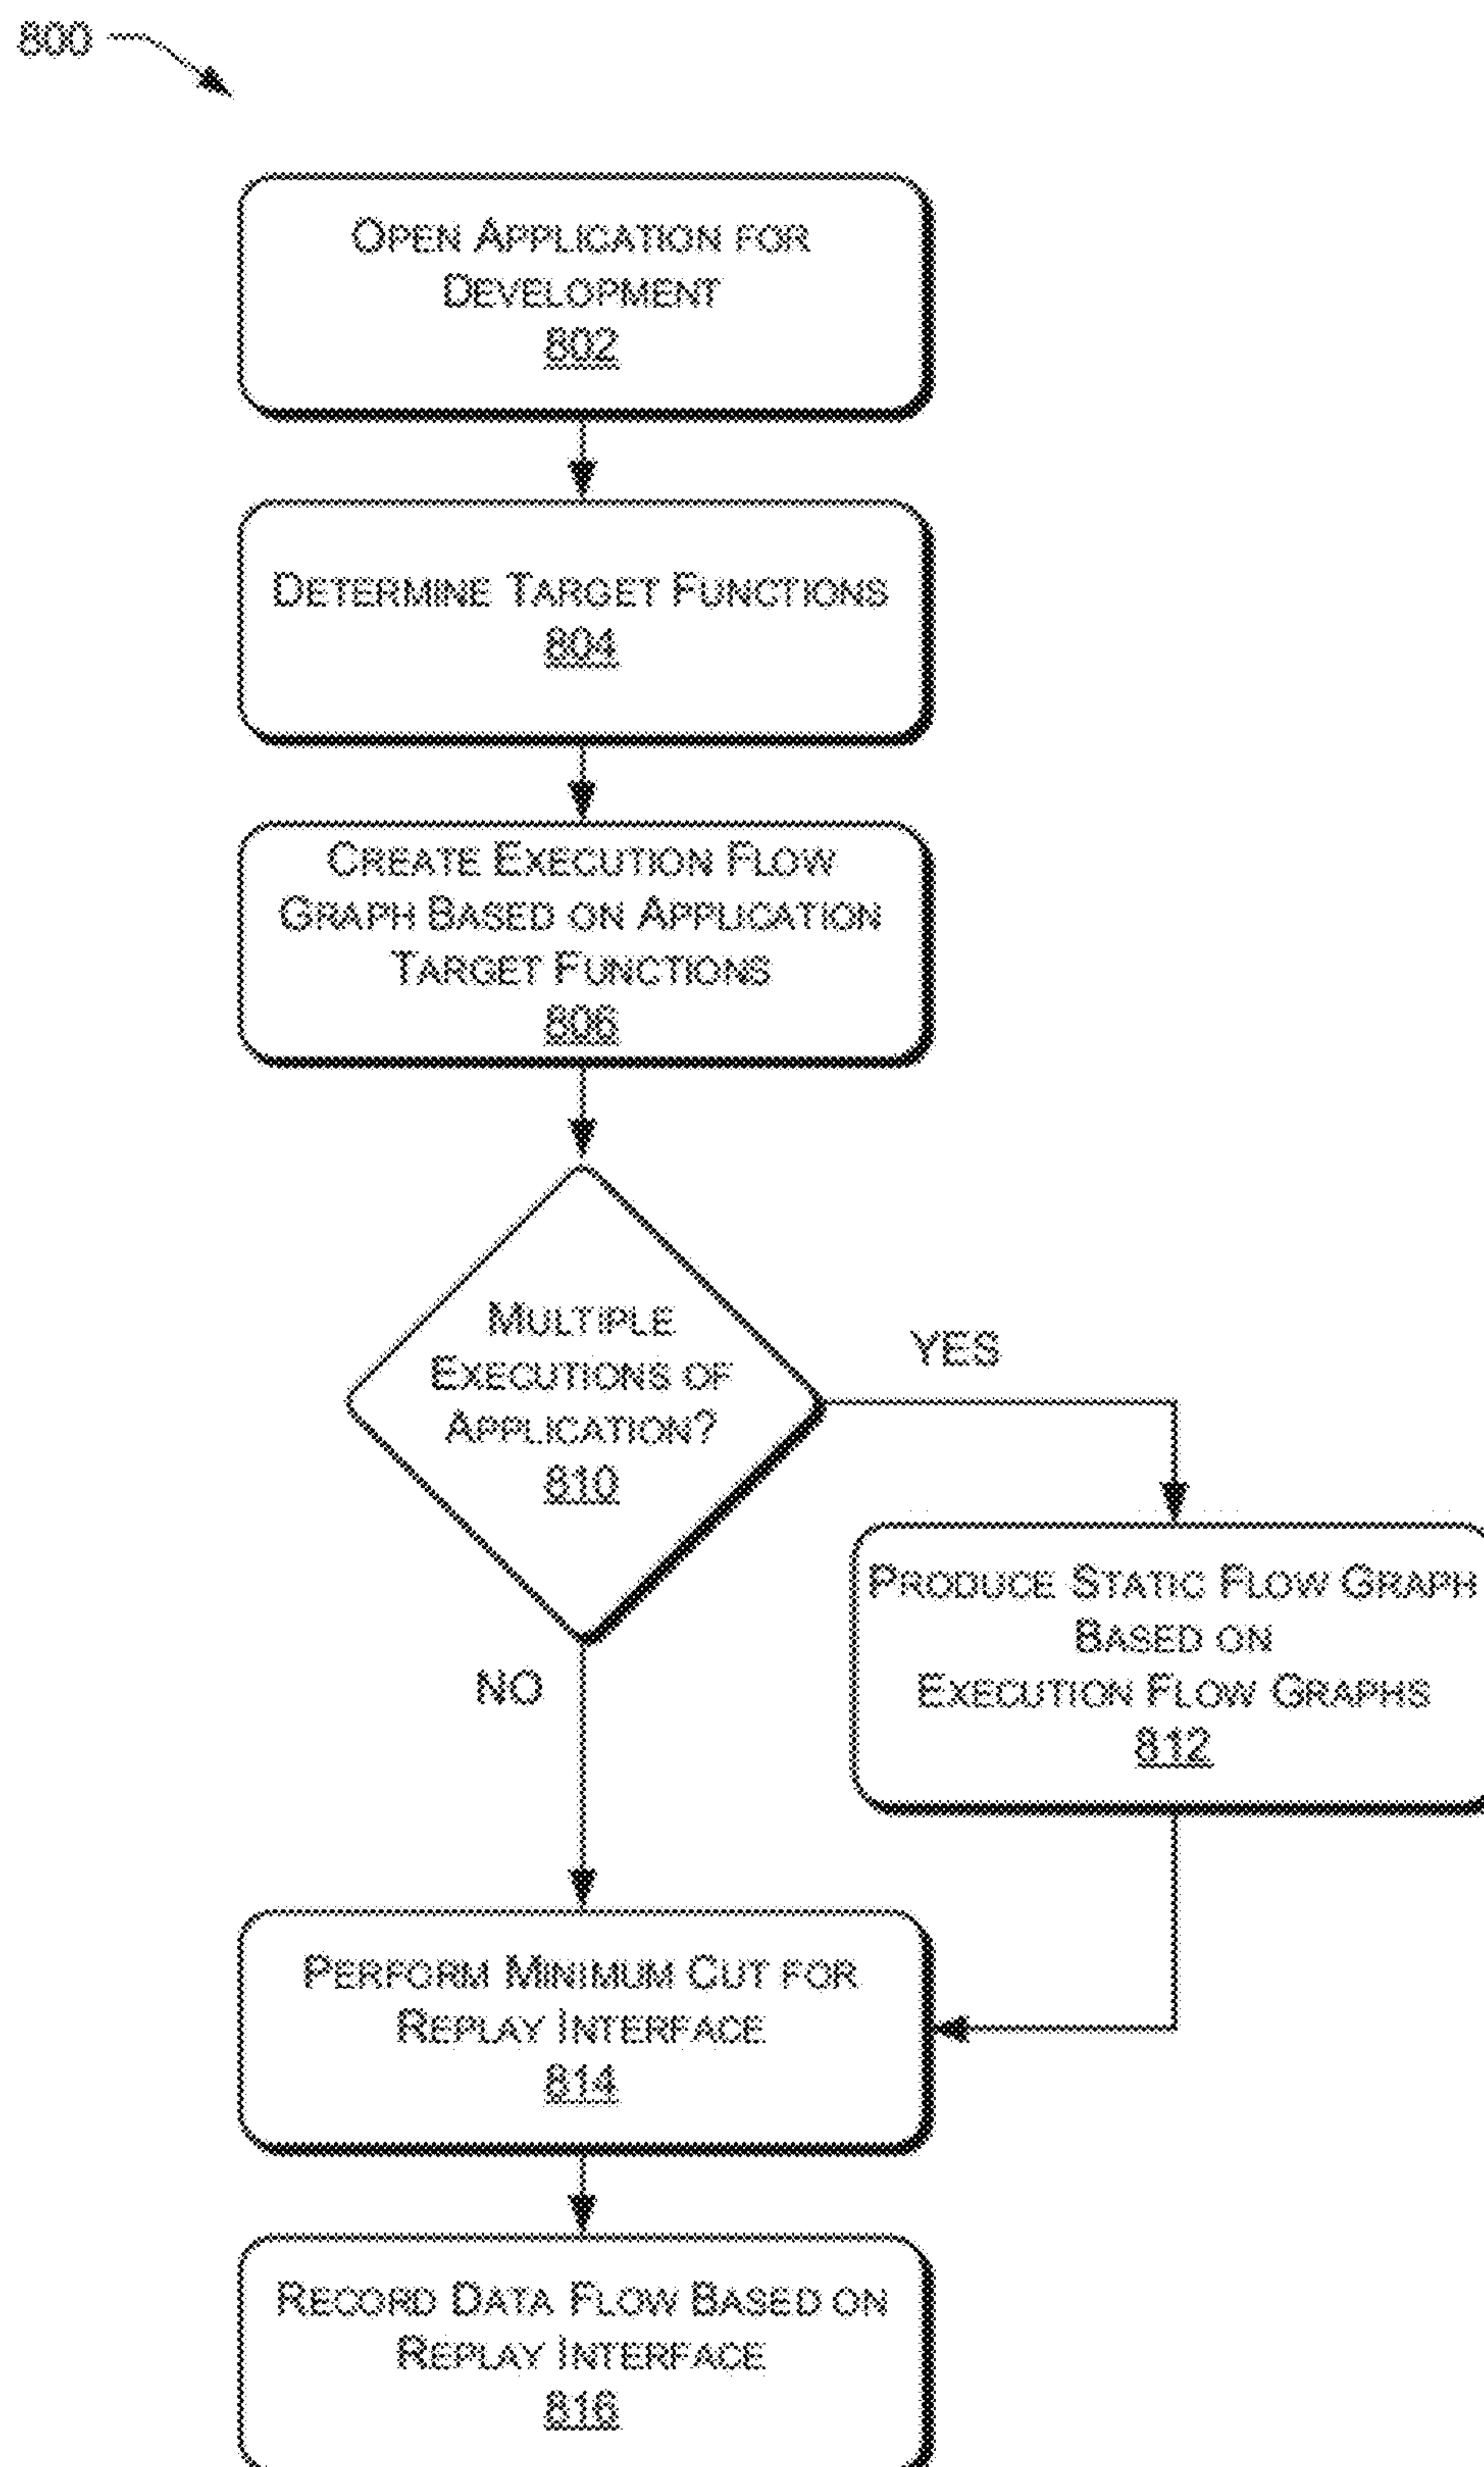 800
OPEN APPLICATION FOR
DEVELOPMENT
802
DETERMINE TARGET FUNCTIONS
804
CREATE EXECUTION FLOW
GRAPH BASED ON APPLICATION
TARGET FUNCTIONS
806
MULTIPLE
EXECUTIONS OF
APPLICATION?
810
YES
PRODUCE STATIC FLOW GRAPH
BASED ON
EXECUTION FLOW GRAPHS
812
NO
PERFORM MINIMUM CUT FOR
REPLAY INTERFACE
814
RECORD DATA FLOW BASED ON
REPLAY INTERFACE
816